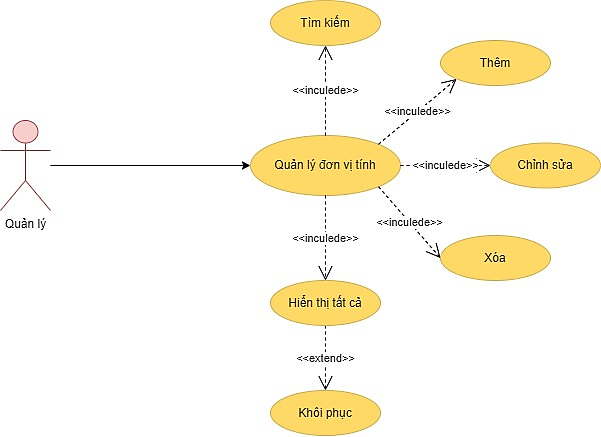 Tìm kiếm
<<inculede>>
Thêm
<<inculede>>
Quản lý đơn vị tính
<<inculede>>
Chỉnh sửa
Quản lý
<<inculede>>
<<inculede>>
Xóa
Hiển thị tất cả
<<extend>>
Khôi phục